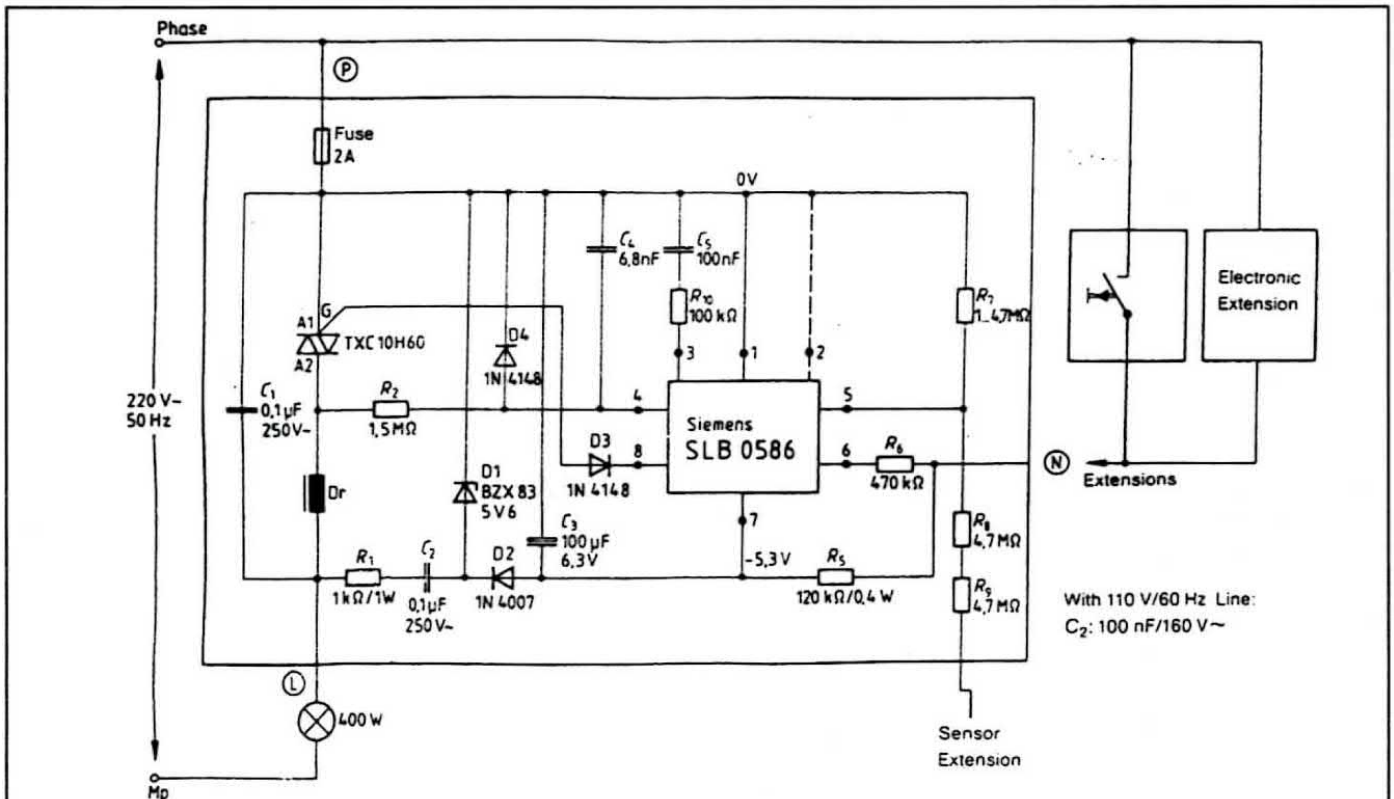 Phase
P
Fuse
2A
0V
C4
6,8nF
C5
100nF
R10
100 kΩ
R7
1...4,7MΩ
Electronic
Extension
A1
G
TXC 10H60
A2
D4
1N 4148
3
1
2
220 V~
50 Hz
C1
0,1 µF
250V~
R2
1,5MΩ
4
5
Siemens
SLB 0586
D3
1N 4148
8
6
R6
470 kΩ
N
Extensions
Dr
D1
BZX 83
5V6
C3
100 µF
6,3V
7
-5,3V
R8
4,7MΩ
R1
1kΩ/1W
C2
0,1µF
250V~
D2
1N 4007
R5
120 kΩ/0,4 W
R9
4,7MΩ
With 110 V/60 Hz Line:
C2: 100 nF/160 V~
L
400 W
Sensor
Extension
Mp